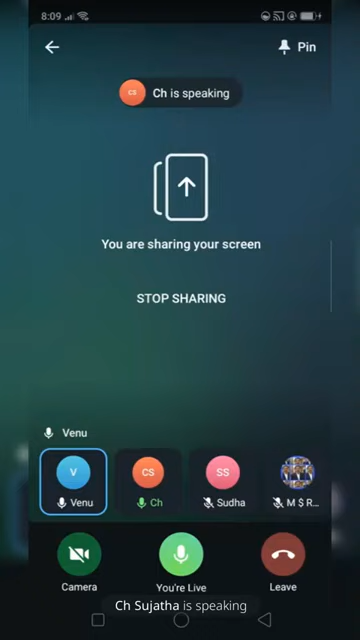 8:09
Pin
CS
Ch is speaking
You are sharing your screen
STOP SHARING
Venu
V
CS
SS
Venu
Ch
Sudha
M $ R...
Camera
You're Live
Leave
Ch Sujatha is speaking